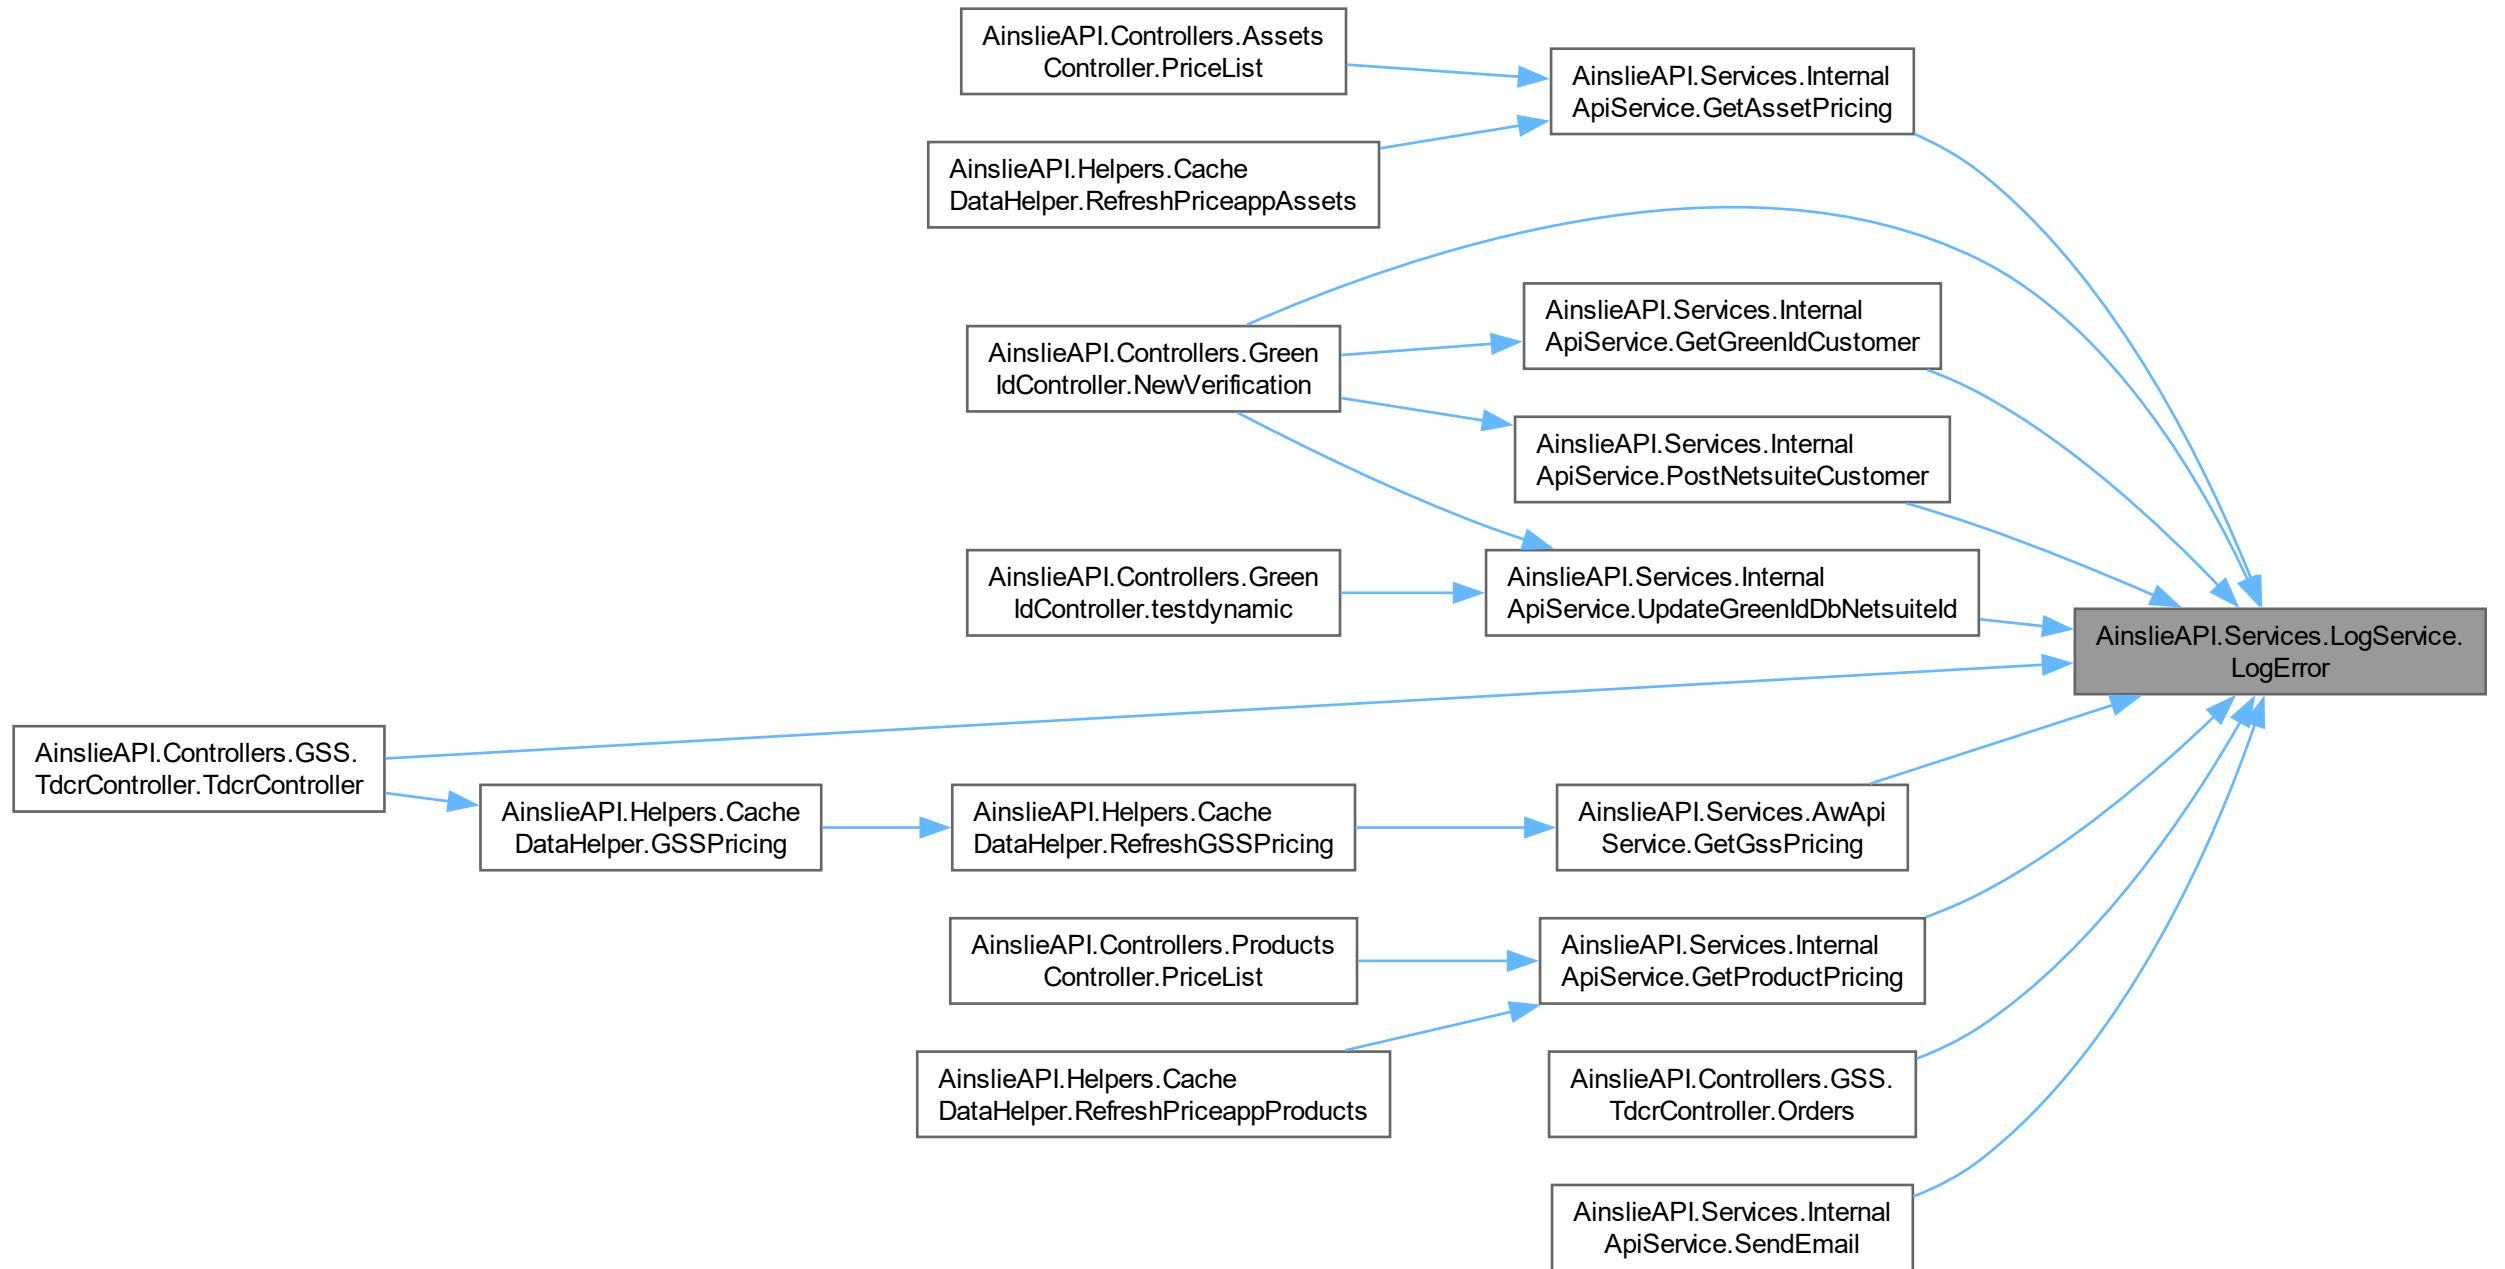 AinslieAPI.Controllers.Assets
Controller.PriceList
AinslieAPI.Services.Internal
ApiService.GetAssetPricing
AinslieAPI.Helpers.Cache
DataHelper.RefreshPriceappAssets
AinslieAPI.Services.Internal
ApiService.GetGreenIdCustomer
AinslieAPI.Controllers.Green
IdController.NewVerification
AinslieAPI.Services.Internal
ApiService.PostNetsuiteCustomer
AinslieAPI.Controllers.Green
IdController.testdynamic
AinslieAPI.Services.Internal
ApiService.UpdateGreenIdDbNetsuiteId
AinslieAPI.Services.LogService.
LogError
AinslieAPI.Controllers.GSS.
TdcrController.TdcrController
AinslieAPI.Helpers.Cache
DataHelper.GSSPricing
AinslieAPI.Helpers.Cache
DataHelper.RefreshGSSPricing
AinslieAPI.Services.AwApi
Service.GetGssPricing
AinslieAPI.Controllers.Products
Controller.PriceList
AinslieAPI.Services.Internal
ApiService.GetProductPricing
AinslieAPI.Helpers.Cache
DataHelper.RefreshPriceappProducts
AinslieAPI.Controllers.GSS.
TdcrController.Orders
AinslieAPI.Services.Internal
ApiService.SendEmail